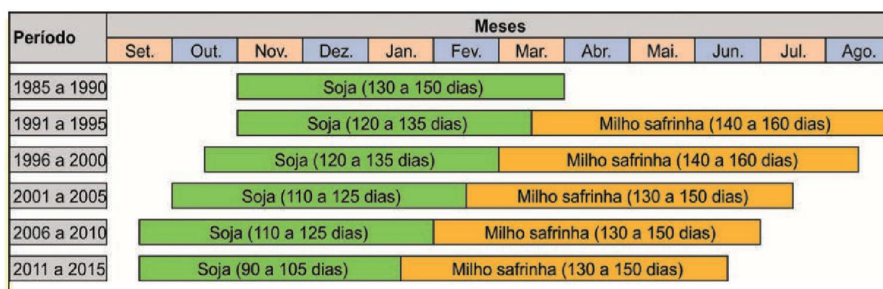 Período
Meses
Set. Out. Nov. Dez. Jan. Fev. Mar. Abr. Mai. Jun. Jul. Ago.
1985 a 1990 Soja (130 a 150 dias)
1991 a 1995 Soja (120 a 135 dias) Milho safrinha (140 a 160 dias)
1996 a 2000 Soja (120 a 135 dias) Milho safrinha (140 a 160 dias)
2001 a 2005 Soja (110 a 125 dias) Milho safrinha (130 a 150 dias)
2006 a 2010 Soja (110 a 125 dias) Milho safrinha (130 a 150 dias)
2011 a 2015 Soja (90 a 105 dias) Milho safrinha (130 a 150 dias)